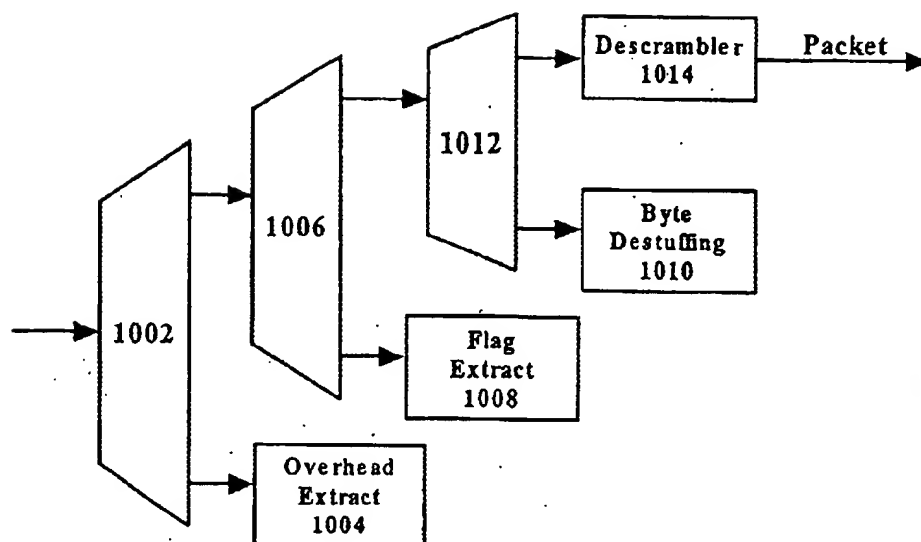 Descrambler
1014
Packet
1012
1006
Byte
Destuffing
1010
1002
Flag
Extract
1008
Overhead
Extract
1004